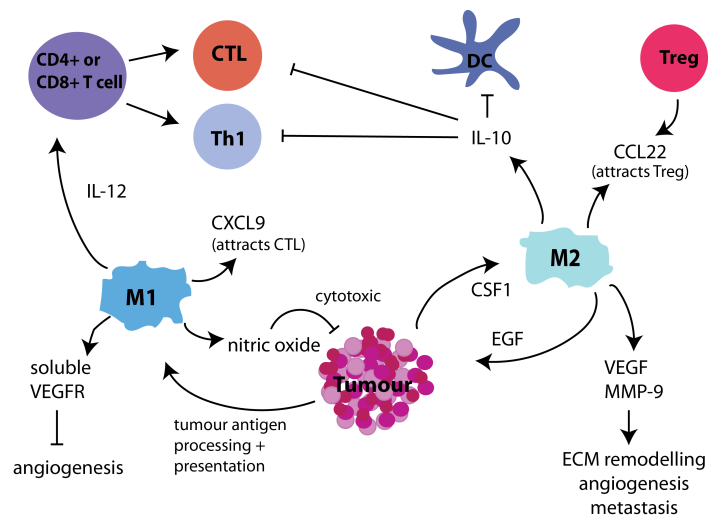 CD4+ or
CD8+ T cell
CTL
Th1
DC
Treg
IL-10
CCL22
(attracts Treg)
IL-12
CXCL9
(attracts CTL)
M1
M2
CSF1
cytotoxic
nitric oxide
EGF
soluble
VEGFR
Tumour
VEGF
MMP-9
tumour antigen
processing +
presentation
angiogenesis
ECM remodelling
angiogenesis
metastasis